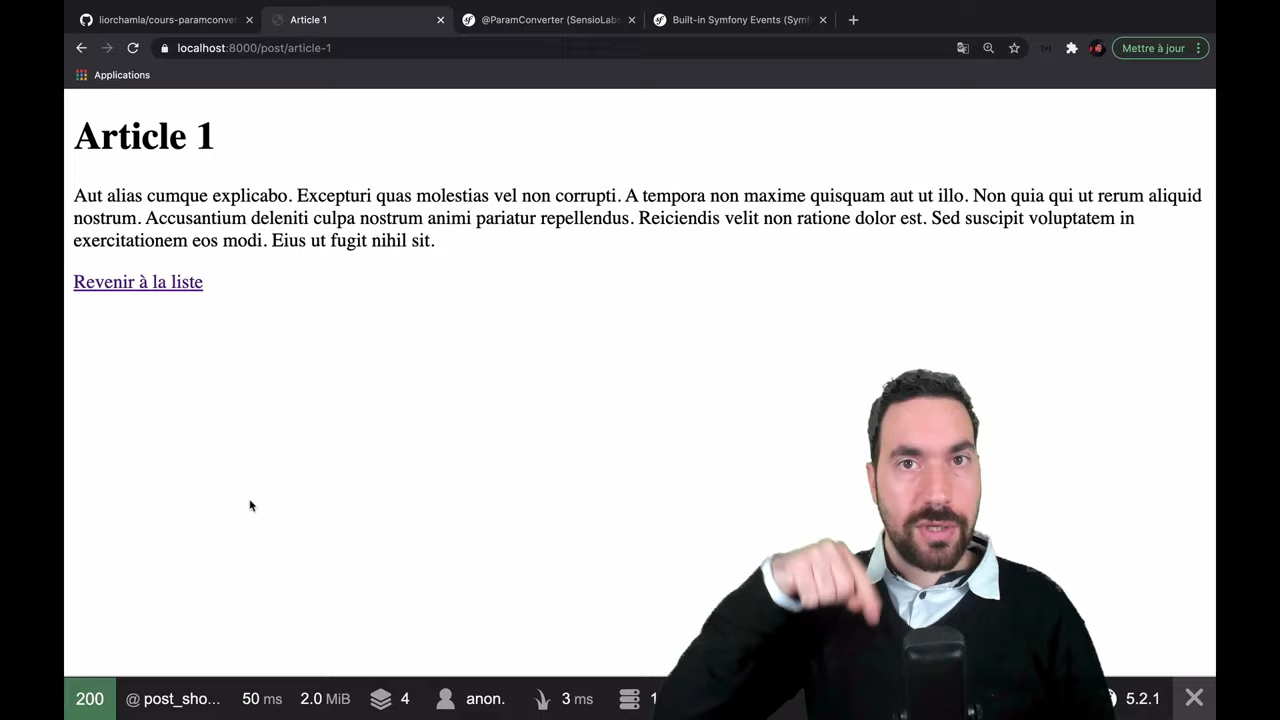 liorchamla/cours-paramconver
Article 1
@ParamConverter (SensioLabs
Built-in Symfony Events (Symf
localhost:8000/post/article-1
Mettre à jour
Applications
Article 1
Aut alias cumque explicabo. Excepturi quas molestias vel non corrupti. A tempora non maxime quisquam aut ut illo. Non quia qui ut rerum aliquid
nostrum. Accusantium deleniti culpa nostrum animi pariatur repellendus. Reiciendis velit non ratione dolor est. Sed suscipit voluptatem in
exercitationem eos modi. Eius ut fugit nihil sit.
Revenir à la liste
200 @ post_sho... 50 ms 2.0 MiB 4 anon. 3 ms 1 5.2.1